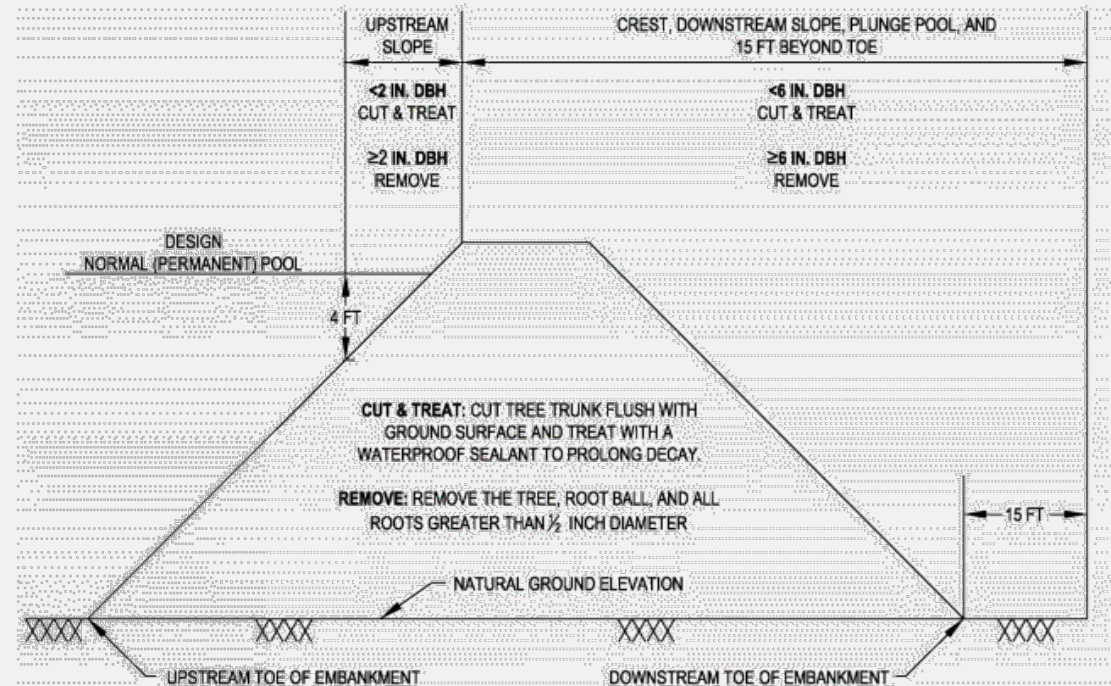 UPSTREAM
SLOPE
CREST, DOWNSTREAM SLOPE, PLUNGE POOL, AND
15 FT BEYOND TOE
<2 IN. DBH
CUT & TREAT
≥2 IN. DBH
REMOVE
<6 IN. DBH
CUT & TREAT
≥6 IN. DBH
REMOVE
DESIGN
NORMAL (PERMANENT) POOL
4 FT
CUT & TREAT: CUT TREE TRUNK FLUSH WITH
GROUND SURFACE AND TREAT WITH A
WATERPROOF SEALANT TO PROLONG DECAY.
REMOVE: REMOVE THE TREE, ROOT BALL, AND ALL
ROOTS GREATER THAN ½ INCH DIAMETER
15 FT
NATURAL GROUND ELEVATION
UPSTREAM TOE OF EMBANKMENT
DOWNSTREAM TOE OF EMBANKMENT